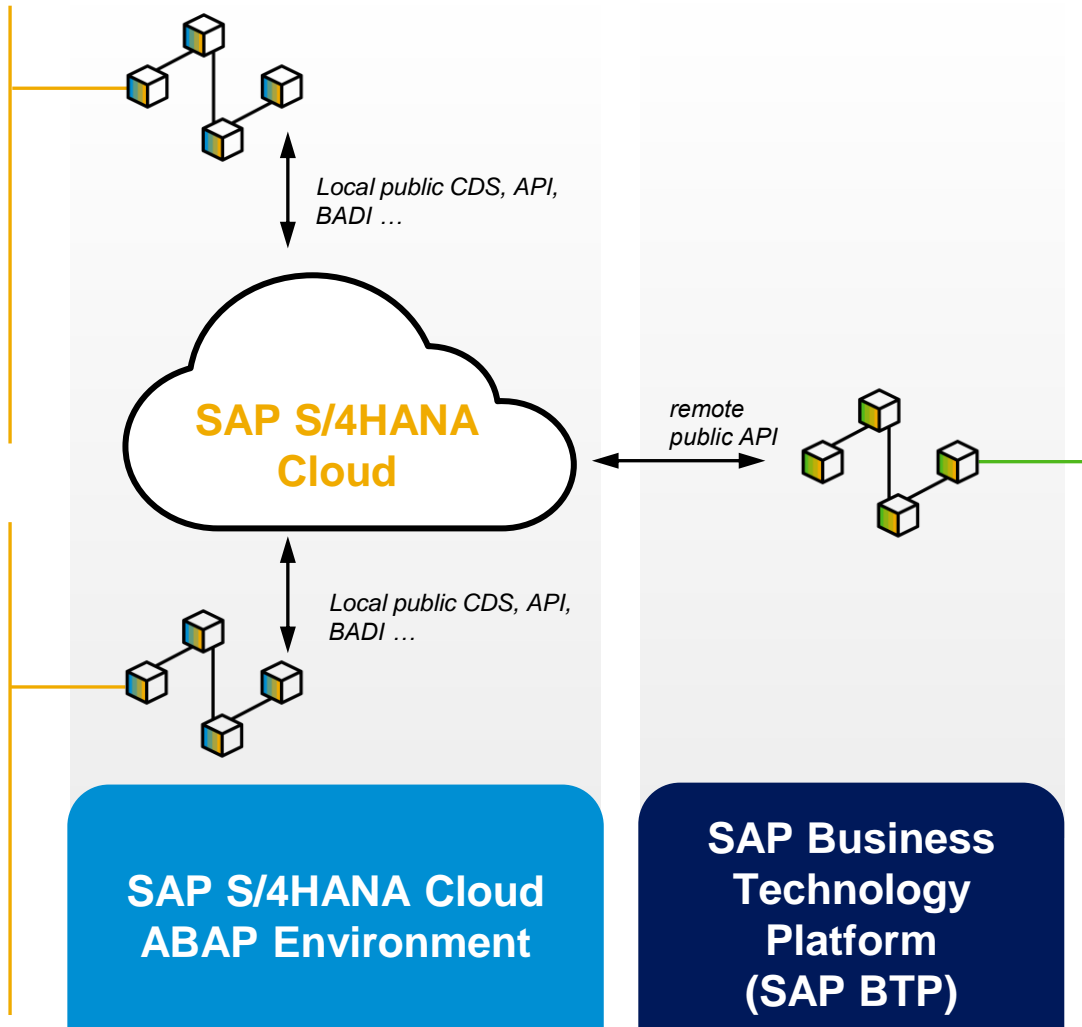 Local public CDS, API,
BADI …
SAP S/4HANA
Cloud
remote
public API
Local public CDS, API,
BADI …
SAP S/4HANA Cloud
ABAP Environment
SAP Business
Technology
Platform
(SAP BTP)